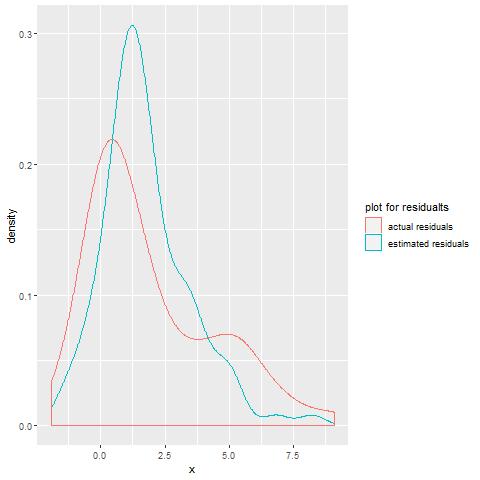 0.3
0.2
0.1
0.0
density
0.0 2.5 5.0 7.5
x
plot for residualts
actual residuals
estimated residuals